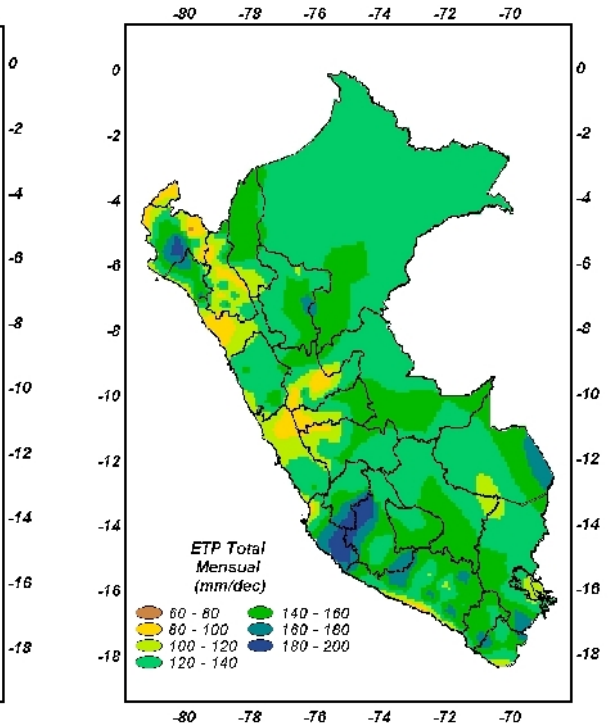 -80 -78 -76 -74 -72 -70
0 0 0
-2 -2 -2
-4 -4 -4
-6 -6 -6
-8 -8 -8
-10 -10 -10
-12 -12 -12
-14 -14 -14
-16 -16 -16
-18 -18 -18
ETP Total
Mensual
(mm/dec)
60 - 80 140 - 160
80 - 100 160 - 180
100 - 120 180 - 200
120 - 140
-80 -78 -76 -74 -72 -70